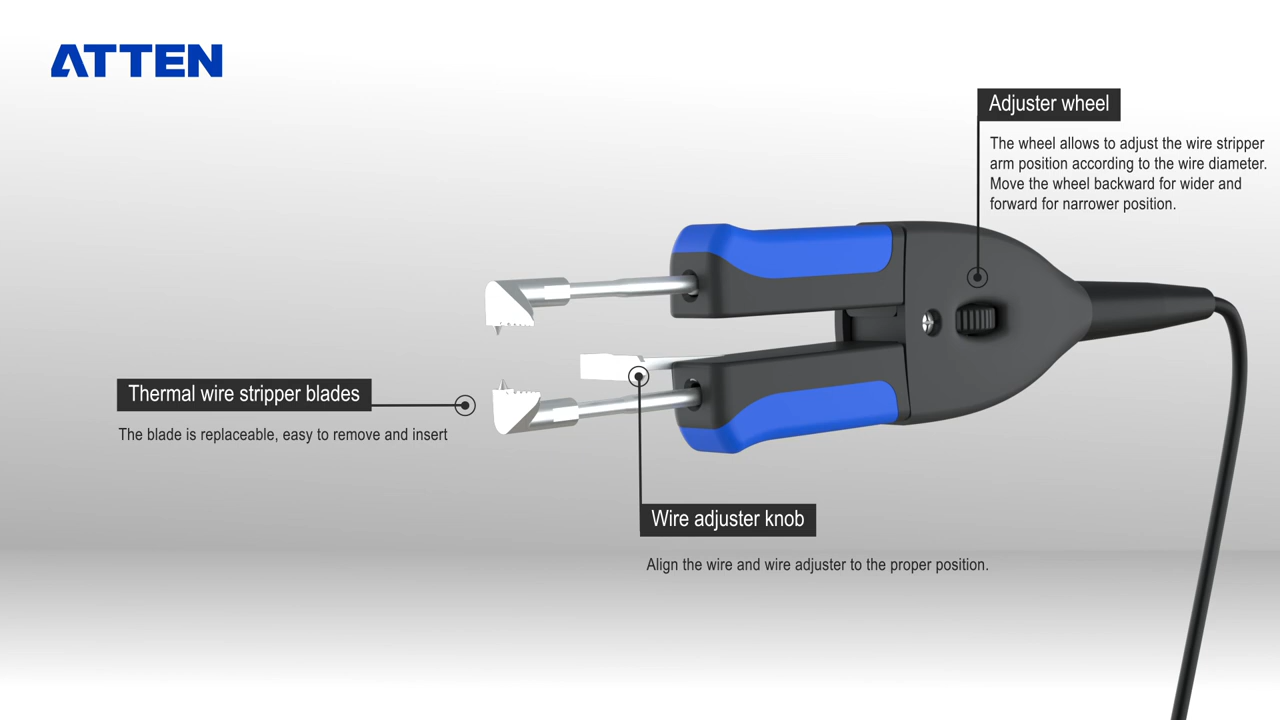 ATTEN
Adjuster wheel
The wheel allows to adjust the wire stripper
arm position according to the wire diameter.
Move the wheel backward for wider and
forward for narrower position.
Thermal wire stripper blades
The blade is replaceable, easy to remove and insert
Wire adjuster knob
Align the wire and wire adjuster to the proper position.